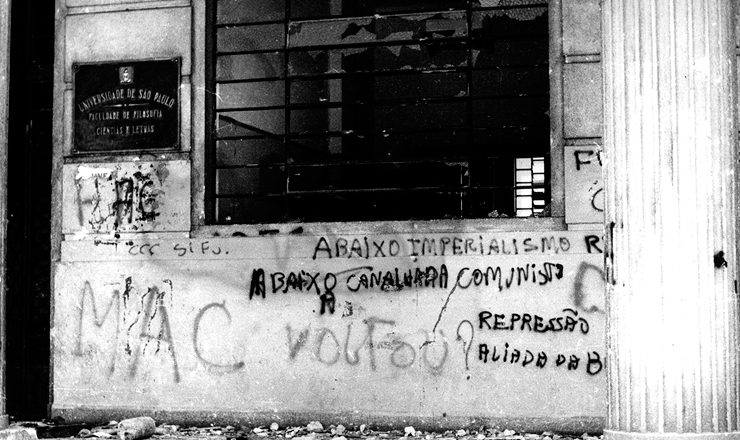 UNIVERSIDADE DE SÃO PAULO
FACULDADE DE FILOSOFIA
CIÊNCIAS E LETRAS
CCC SIFU.
ABAIXO IMPERIALISMO R
ABAIXO CANALHADA COMUNISTA
A
MAC VOLTOU?
REPRESSÃO
ALIADA DA B